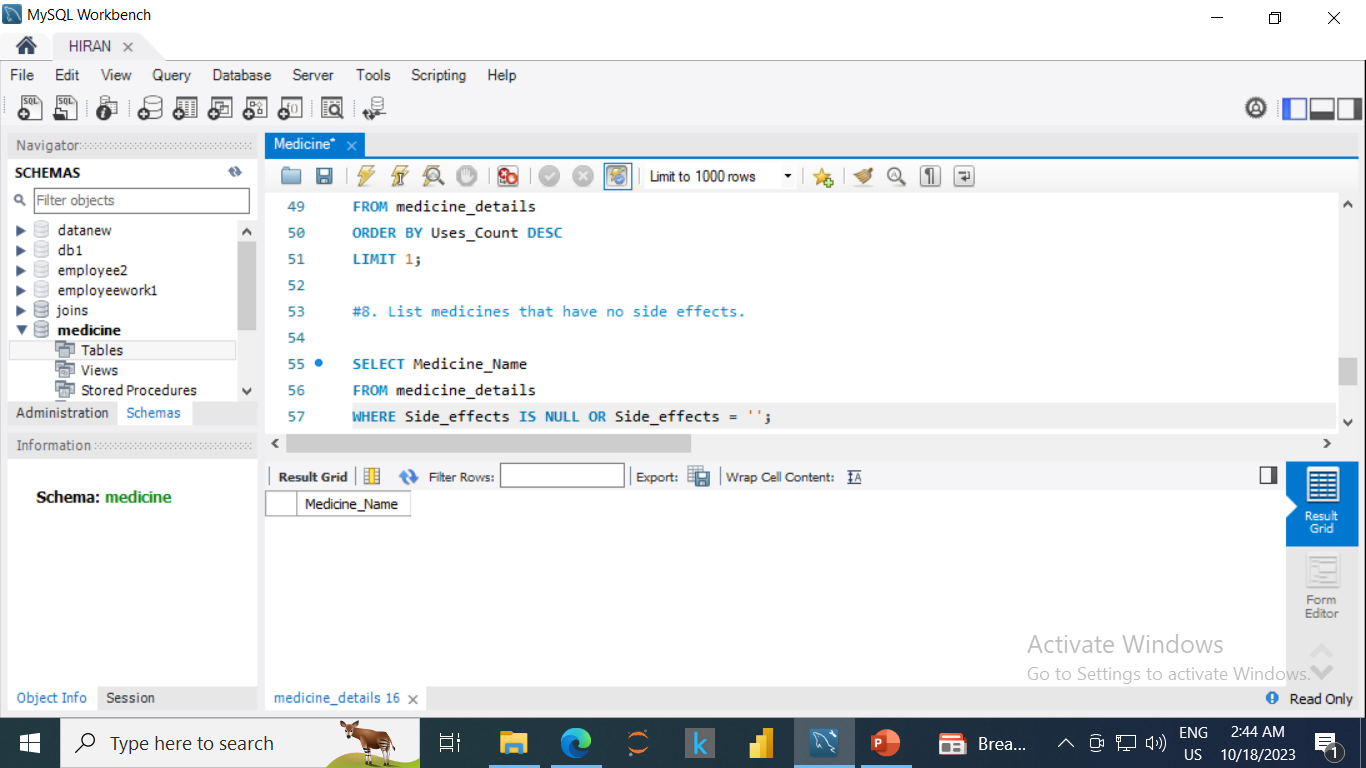 MySQL Workbench
HIRAN
File Edit View Query Database Server Tools Scripting Help
Navigator
SCHEMAS
Filter objects
datanew
db1
employee2
employeework1
joins
medicine
Tables
Views
Stored Procedures
Administration Schemas
Information
Schema: medicine
Object Info Session
Medicine*
Limit to 1000 rows
49 FROM medicine_details
50 ORDER BY Uses_Count DESC
51 LIMIT 1;
52
53 #8. List medicines that have no side effects.
54
55 SELECT Medicine_Name
56 FROM medicine_details
57 WHERE Side_effects IS NULL OR Side_effects = '';
Result Grid Filter Rows: Export: Wrap Cell Content:
Medicine_Name
Result
Grid
Form
Editor
Activate Windows
Go to Settings to activate Windows.
medicine_details 16
Read Only
Type here to search
Brea...
ENG
US
2:44 AM
10/18/2023
1